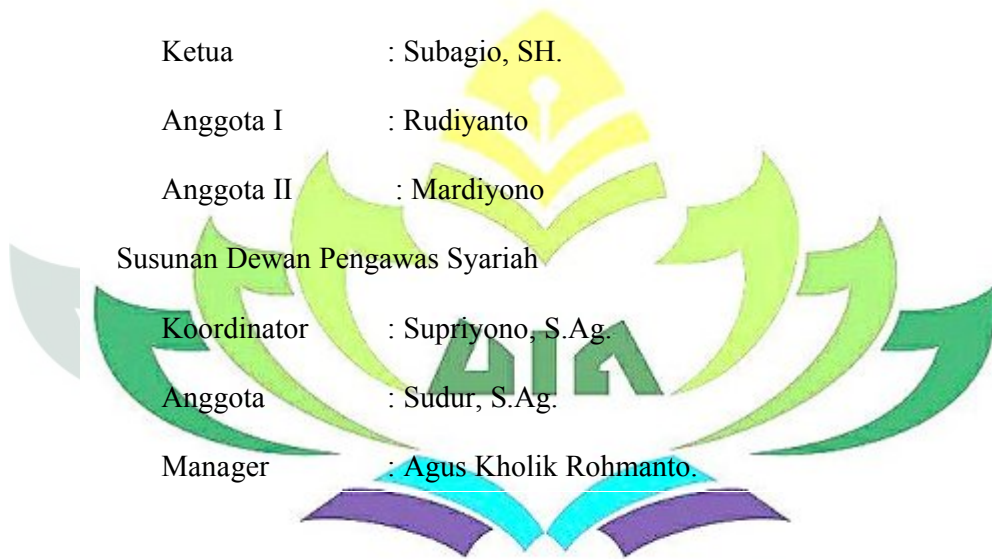 Ketua : Subagio, SH.
Anggota I : Rudiyanto
Anggota II : Mardiyono
Susunan Dewan Pengawas Syariah
Koordinator : Supriyono, S.Ag.
Anggota : Sudur, S.Ag.
Manager : Agus Kholik Rohmanto.